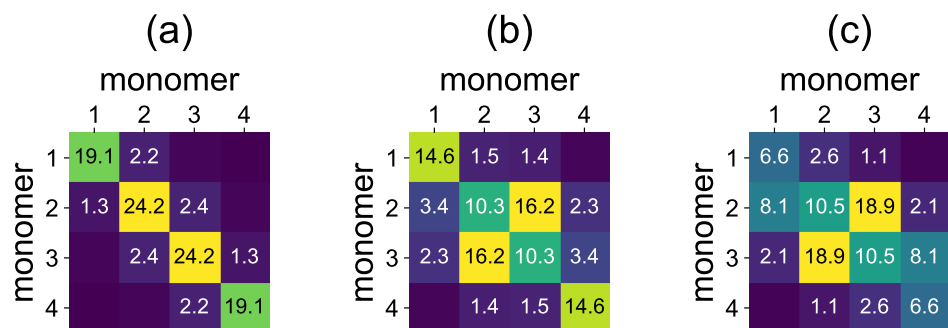 (a) (b) (c)
monomer monomer monomer
1 2 3 4 1 2 3 4 1 2 3 4
monomer monomer monomer
1 19.1 2.2 1 14.6 1.5 1.4 1 6.6 2.6 1.1
2 1.3 24.2 2.4 2 3.4 10.3 16.2 2.3 2 8.1 10.5 18.9 2.1
3 2.4 24.2 1.3 3 2.3 16.2 10.3 3.4 3 2.1 18.9 10.5 8.1
4 2.2 19.1 4 1.4 1.5 14.6 4 1.1 2.6 6.6